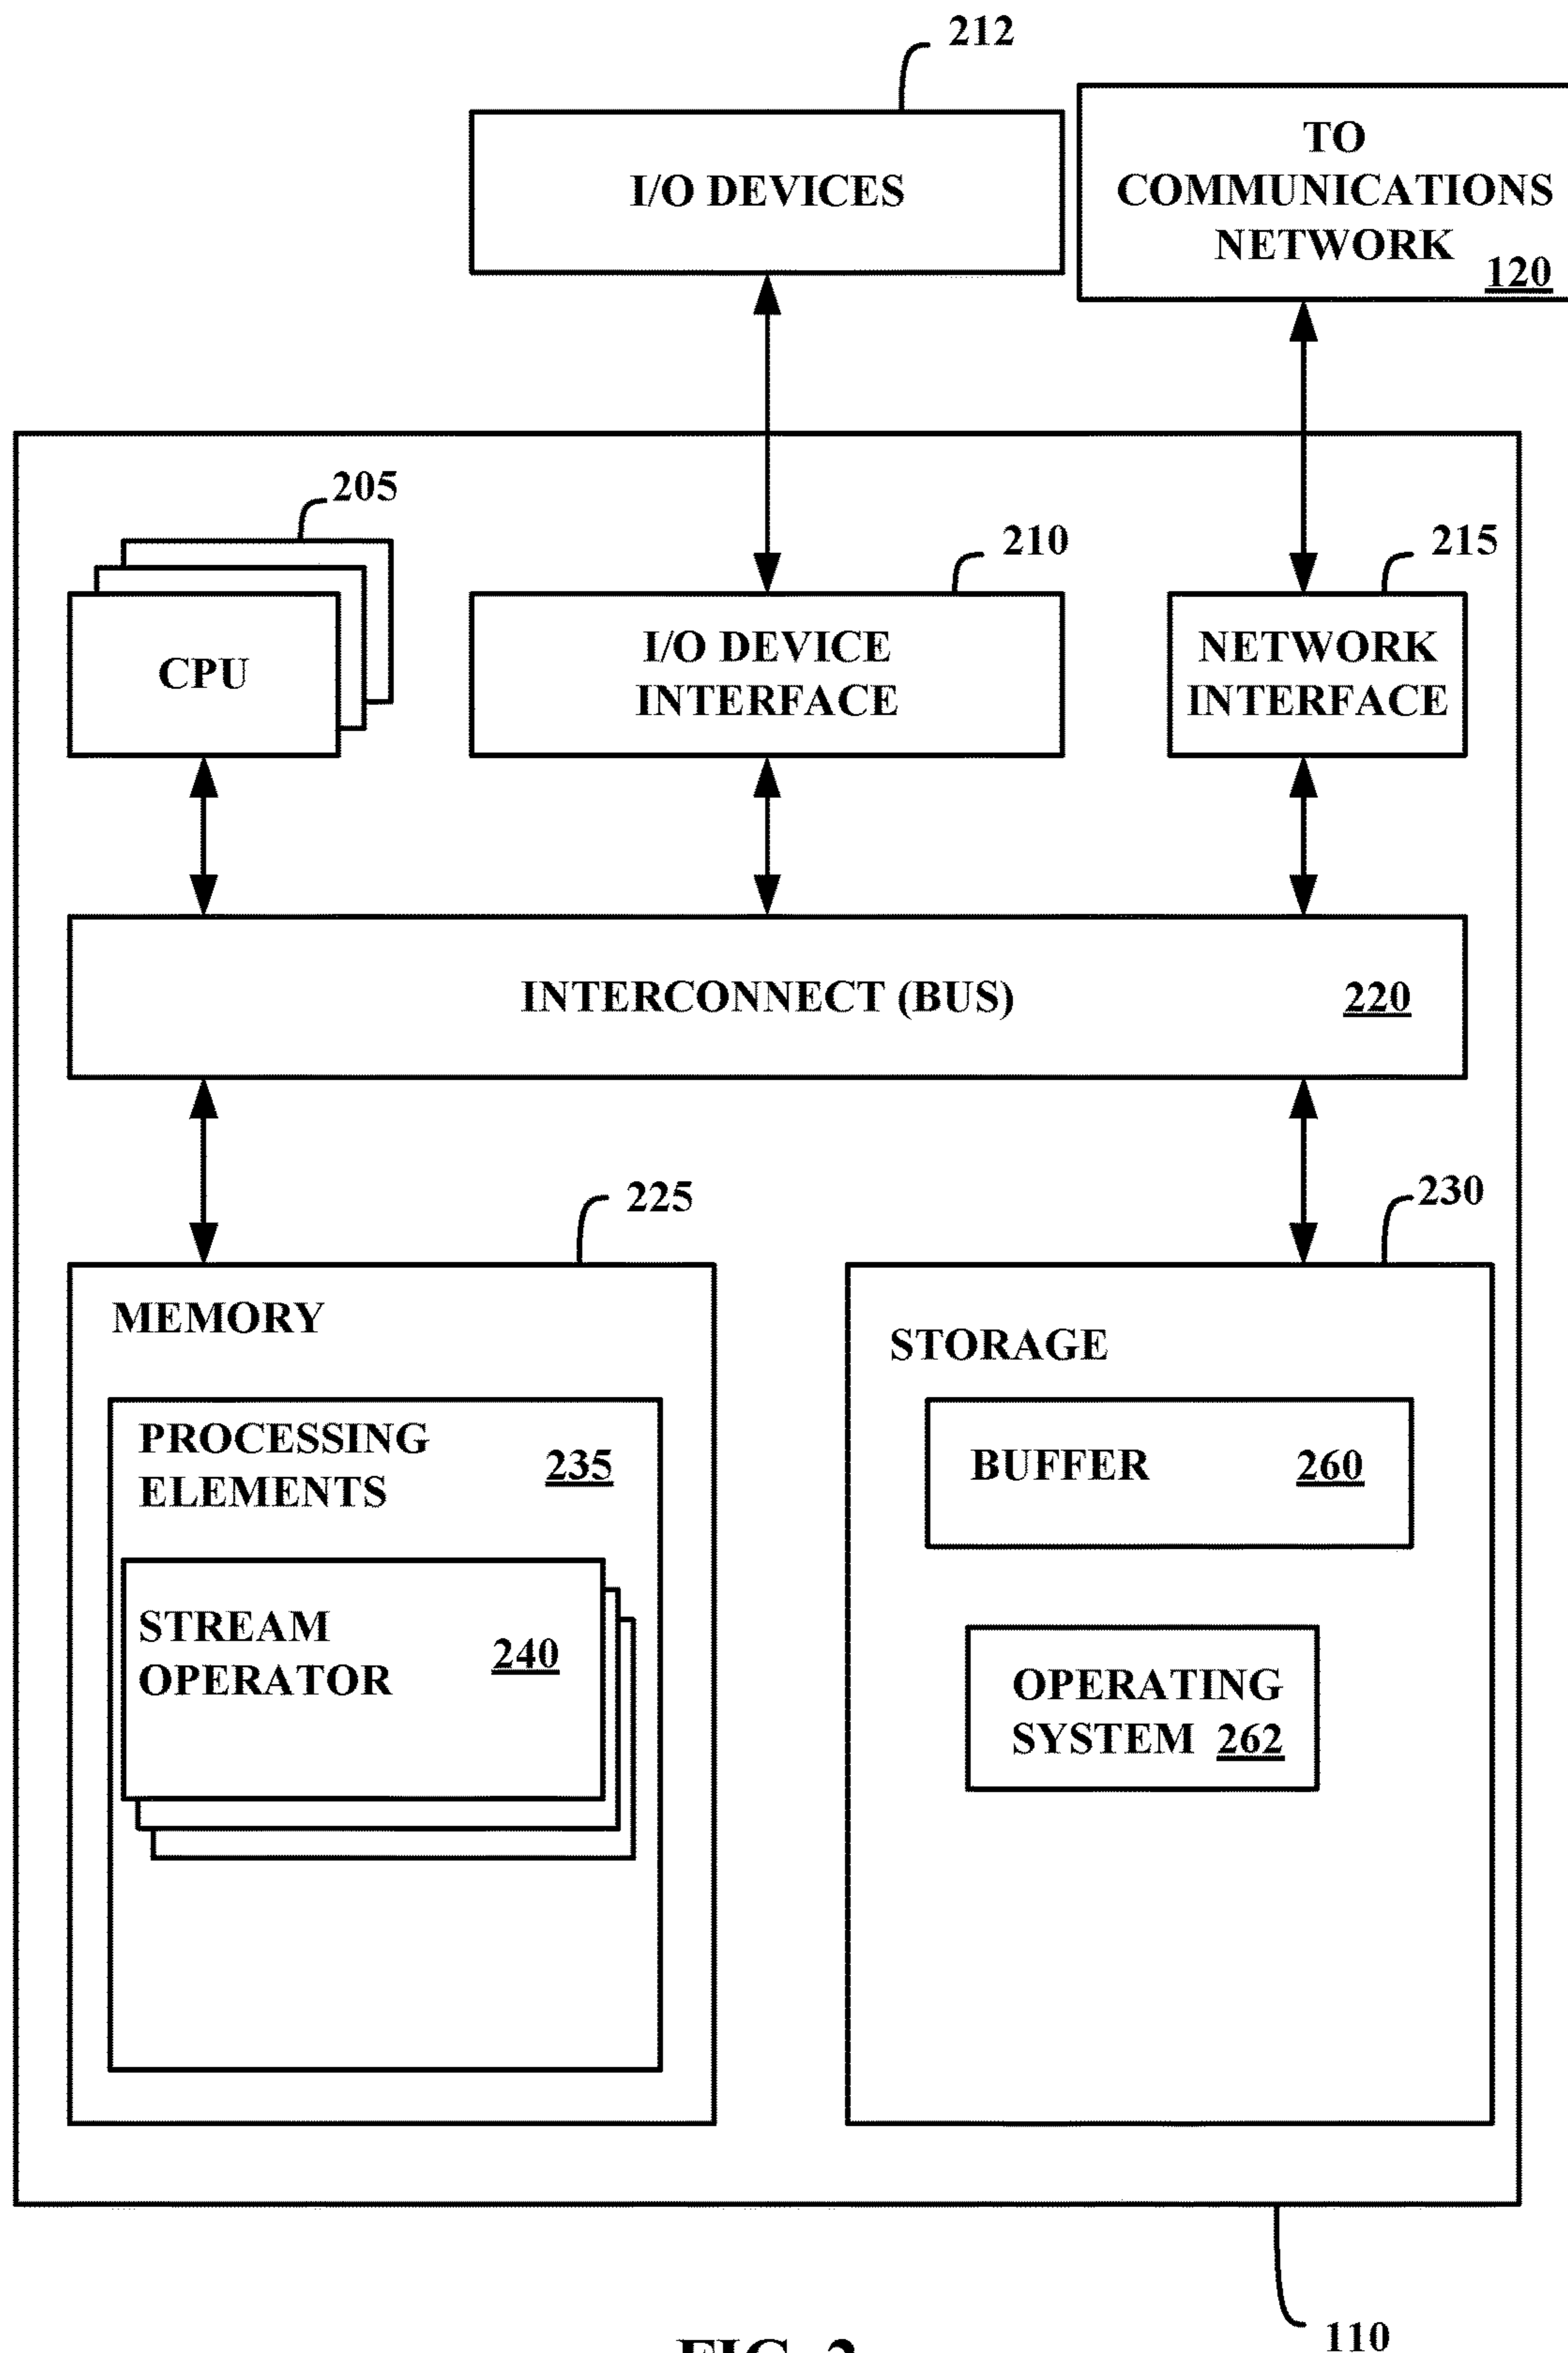 212
I/O DEVICES
TO
COMMUNICATIONS
NETWORK
120
205
210
215
CPU
I/O DEVICE
INTERFACE
NETWORK
INTERFACE
INTERCONNECT (BUS)
220
225
230
MEMORY
STORAGE
PROCESSING
ELEMENTS
235
BUFFER
260
STREAM
OPERATOR
240
OPERATING
SYSTEM 262
110